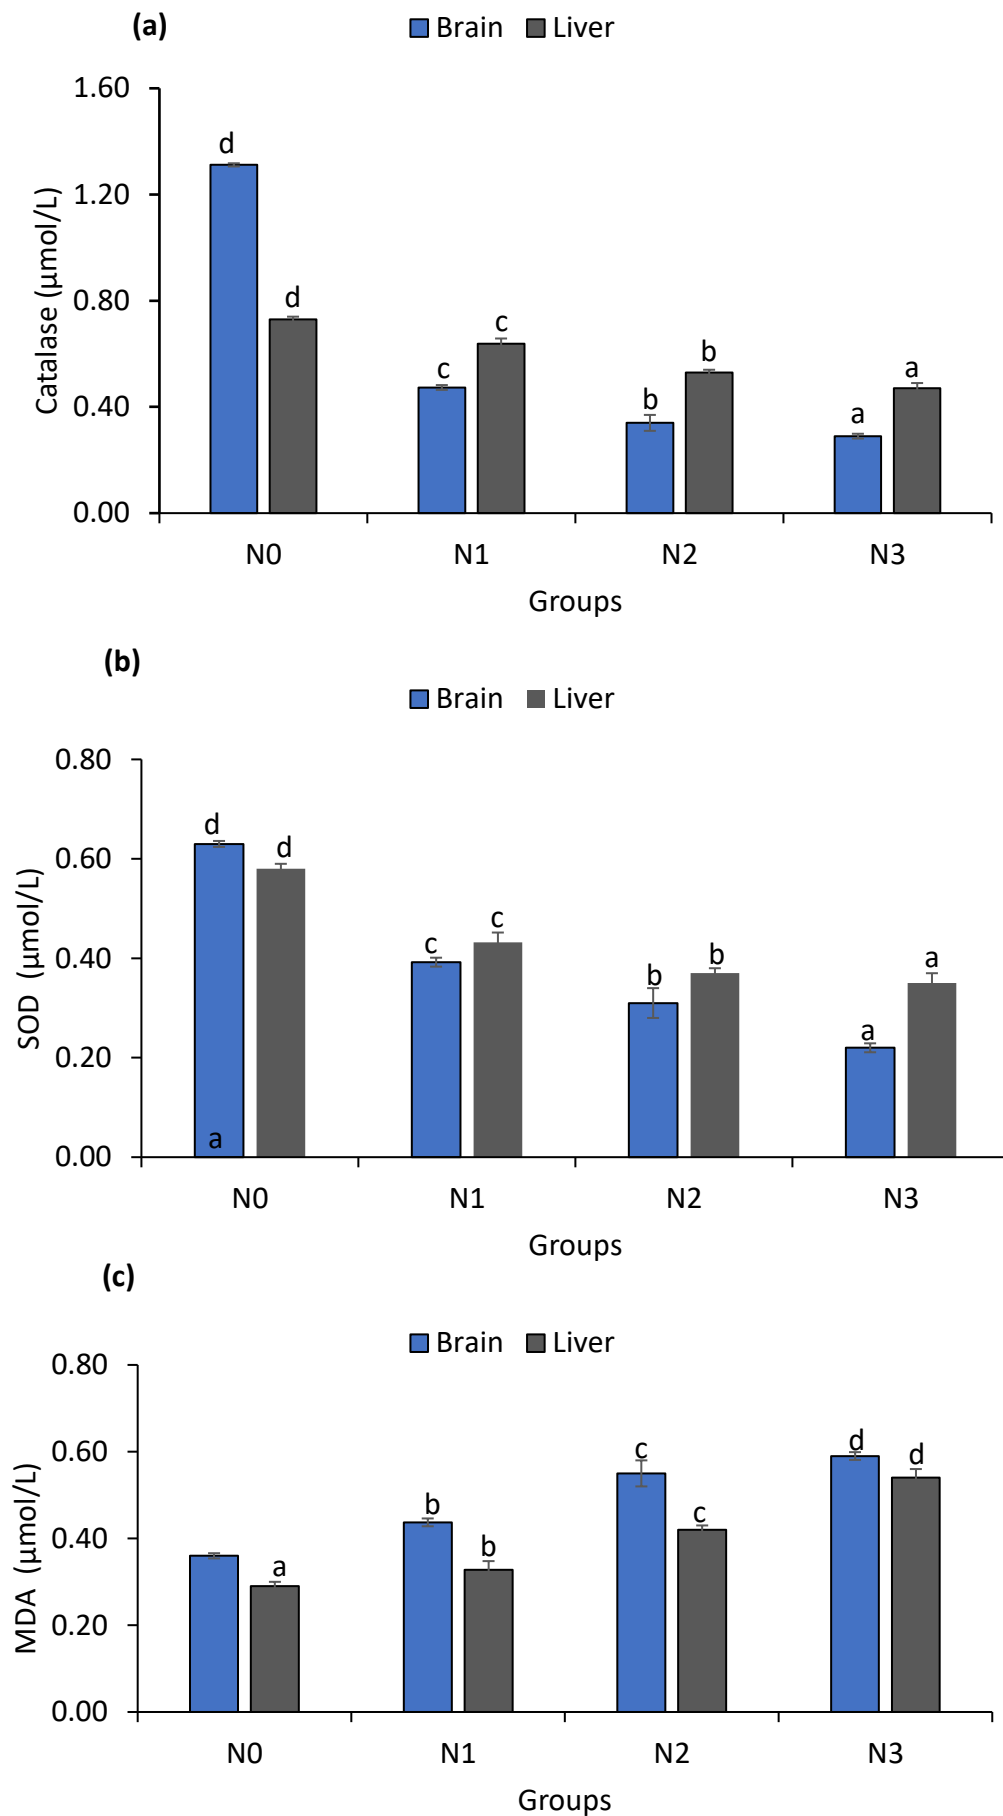 (a)
Brain Liver
1.60
1.20
0.80
0.40
0.00
Catalase (µmol/L)
d
d
c
c
b
b
a
a
N0 N1 N2 N3
Groups
(b)
Brain Liver
0.80
0.60
0.40
0.20
0.00
SOD (µmol/L)
d
d
c
c
b
b
a
a
a
N0 N1 N2 N3
Groups
(c)
Brain Liver
0.80
0.60
0.40
0.20
0.00
MDA (µmol/L)
a
b
b
c
c
d
d
N0 N1 N2 N3
Groups